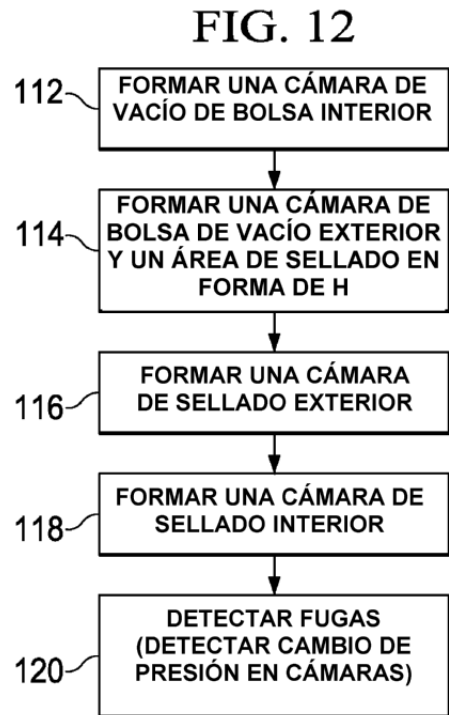 FIG. 12
112
FORMAR UNA CÁMARA DE
VACÍO DE BOLSA INTERIOR
114
FORMAR UNA CÁMARA DE
BOLSA DE VACÍO EXTERIOR
Y UN ÁREA DE SELLADO EN
FORMA DE H
116
FORMAR UNA CÁMARA
DE SELLADO EXTERIOR
118
FORMAR UNA CÁMARA DE
SELLADO INTERIOR
120
DETECTAR FUGAS
(DETECTAR CAMBIO DE
PRESIÓN EN CÁMARAS)